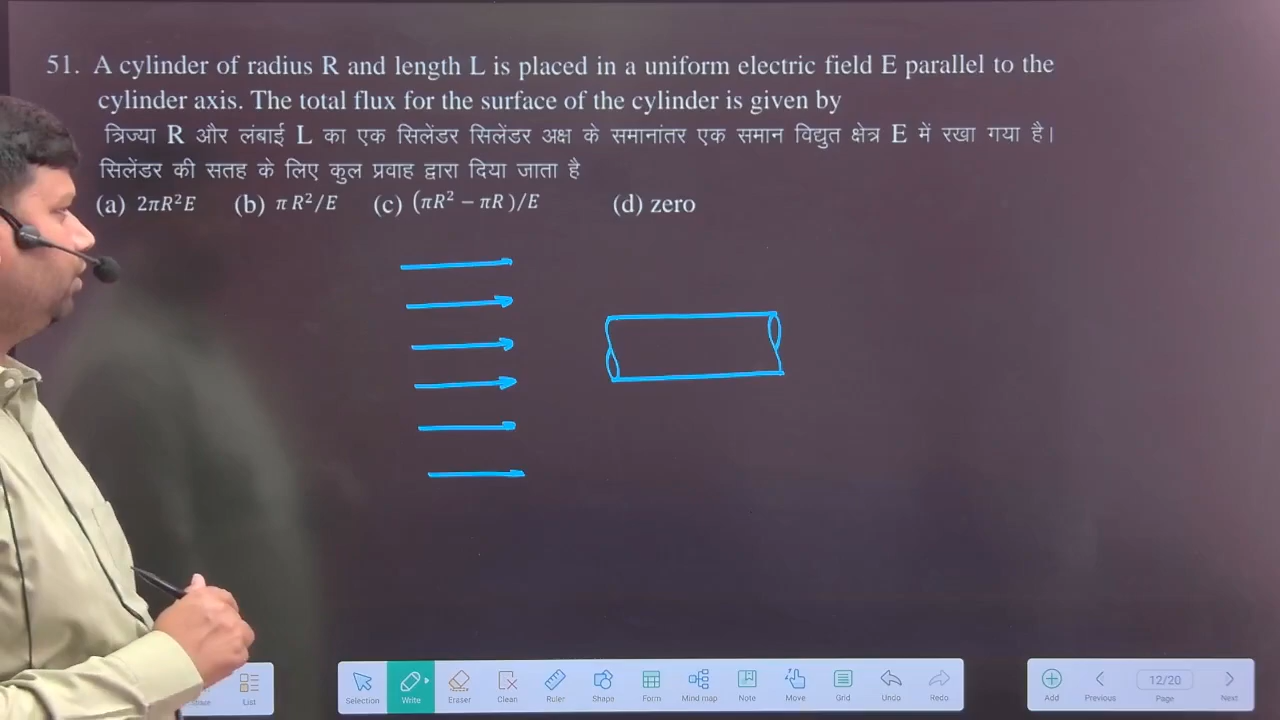 51. A cylinder of radius R and length L is placed in a uniform electric field E parallel to the
cylinder axis. The total flux for the surface of the cylinder is given by
त्रिज्या R और लंबाई L का एक सिलेंडर सिलेंडर अक्ष के समानांतर एक समान विद्युत क्षेत्र E में रखा गया है।
सिलेंडर की सतह के लिए कुल प्रवाह द्वारा दिया जाता है
(a) 2πR²E (b) πR²/E (c) (πR² − πR)/E (d) zero
List Selection Write Eraser Clean Ruler Shape Form Mind map Note Move Grid Undo Redo Add Previous 12/20 Page Next